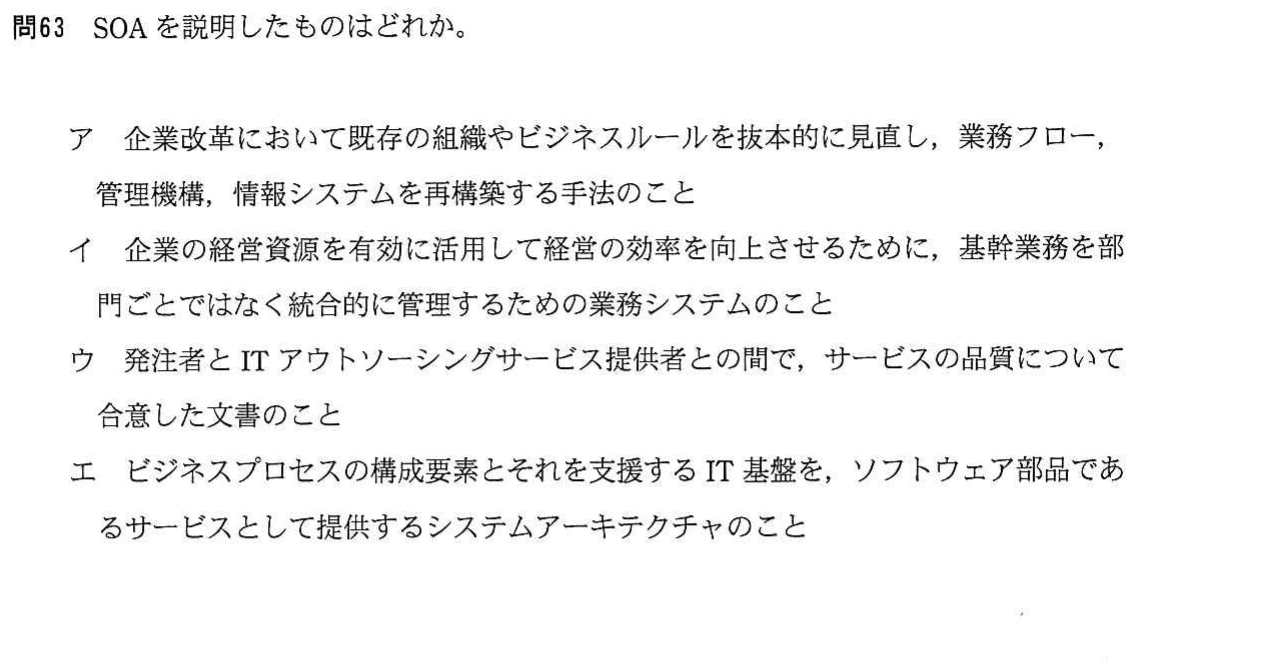 問63　SOA を説明したものはどれか。
ア　企業改革において既存の組織やビジネスルールを抜本的に見直し，業務フロー，
管理機構，情報システムを再構築する手法のこと
イ　企業の経営資源を有効に活用して経営の効率を向上させるために，基幹業務を部
門ごとではなく統合的に管理するための業務システムのこと
ウ　発注者と IT アウトソーシングサービス提供者との間で，サービスの品質について
合意した文書のこと
エ　ビジネスプロセスの構成要素とそれを支援する IT 基盤を，ソフトウェア部品であ
るサービスとして提供するシステムアーキテクチャのこと